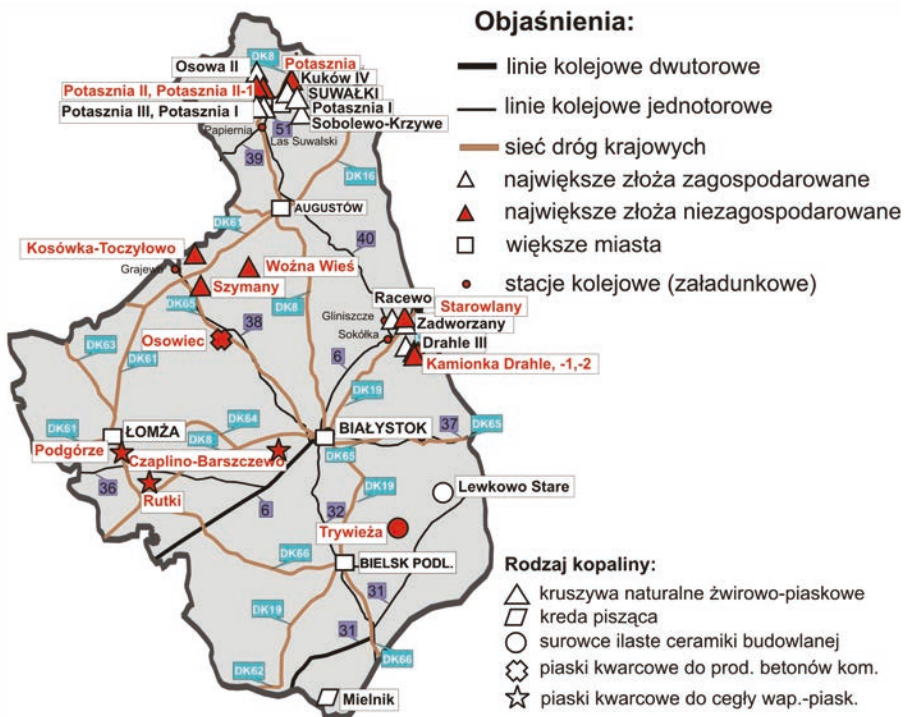 Objaśnienia:
linie kolejowe dwutorowe
linie kolejowe jednotorowe
sieć dróg krajowych
największe złoża zagospodarowane
największe złoża niezagospodarowane
większe miasta
stacje kolejowe (załadunkowe)
DK8
Potasznia
Osowa II
Kuków IV
Potasznia II, Potasznia II-1
SUWAŁKI
Potasznia III, Potasznia I
Potasznia I
Sobolewo-Krzywe
Papiernia
51
Las Suwalski
39
DK16
AUGUSTÓW
DK61
40
Kosówka-Toczyłowo
Grajewo
Woźna Wieś
Szymany
DK65
DK8
Racewo
Starowlany
Gliniszcze
Zadworzany
Sokółka
38
Osowiec
Drahle III
DK63
DK61
6
Kamionka Drahle, -1,-2
DK19
DK64
DK61
ŁOMŻA
DK8
BIAŁYSTOK
37
DK65
Podgórze
Czaplino-Barszczewo
DK65
36
Rutki
6
DK19
Lewkowo Stare
32
Trywieża
DK66
BIELSK PODL.
31
DK19
31
DK62
DK66
Mielnik
Rodzaj kopaliny:
kruszywa naturalne żwirowo-piaskowe
kreda pisząca
surowce ilaste ceramiki budowlanej
piaski kwarcowe do prod. betonów kom.
piaski kwarcowe do cegły wap.-piask.